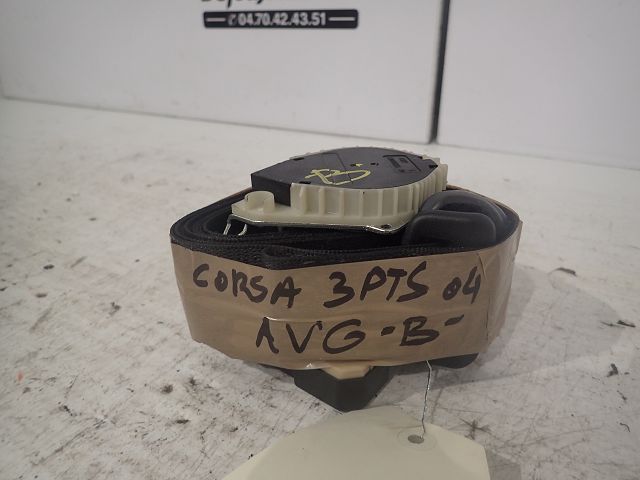 04.70.42.43.51
B
CORSA 3PTS 04
AVG -B-